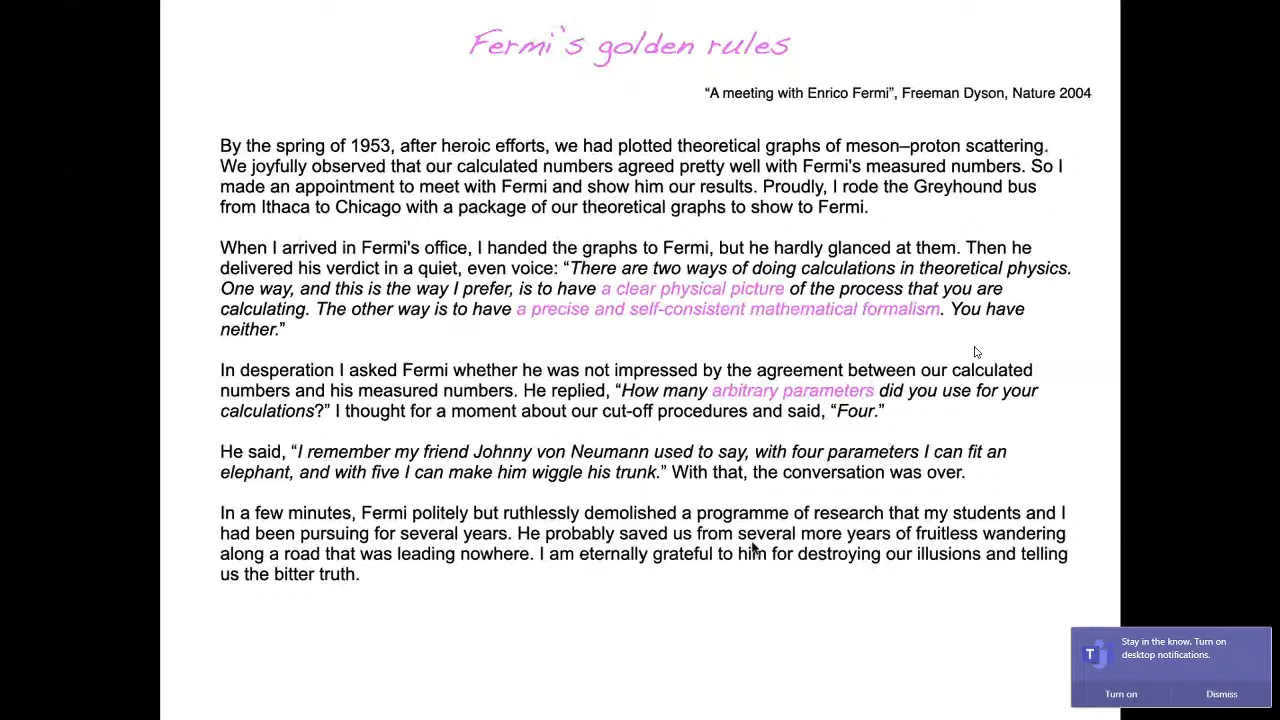 Fermi's golden rules
“A meeting with Enrico Fermi”, Freeman Dyson, Nature 2004
By the spring of 1953, after heroic efforts, we had plotted theoretical graphs of meson–proton scattering.
We joyfully observed that our calculated numbers agreed pretty well with Fermi's measured numbers. So I
made an appointment to meet with Fermi and show him our results. Proudly, I rode the Greyhound bus
from Ithaca to Chicago with a package of our theoretical graphs to show to Fermi.
When I arrived in Fermi's office, I handed the graphs to Fermi, but he hardly glanced at them. Then he
delivered his verdict in a quiet, even voice: “There are two ways of doing calculations in theoretical physics.
One way, and this is the way I prefer, is to have a clear physical picture of the process that you are
calculating. The other way is to have a precise and self-consistent mathematical formalism. You have
neither.”
In desperation I asked Fermi whether he was not impressed by the agreement between our calculated
numbers and his measured numbers. He replied, “How many arbitrary parameters did you use for your
calculations?” I thought for a moment about our cut-off procedures and said, “Four.”
He said, “I remember my friend Johnny von Neumann used to say, with four parameters I can fit an
elephant, and with five I can make him wiggle his trunk.” With that, the conversation was over.
In a few minutes, Fermi politely but ruthlessly demolished a programme of research that my students and I
had been pursuing for several years. He probably saved us from several more years of fruitless wandering
along a road that was leading nowhere. I am eternally grateful to him for destroying our illusions and telling
us the bitter truth.
T
Stay in the know. Turn on
desktop notifications.
Turn on
Dismiss